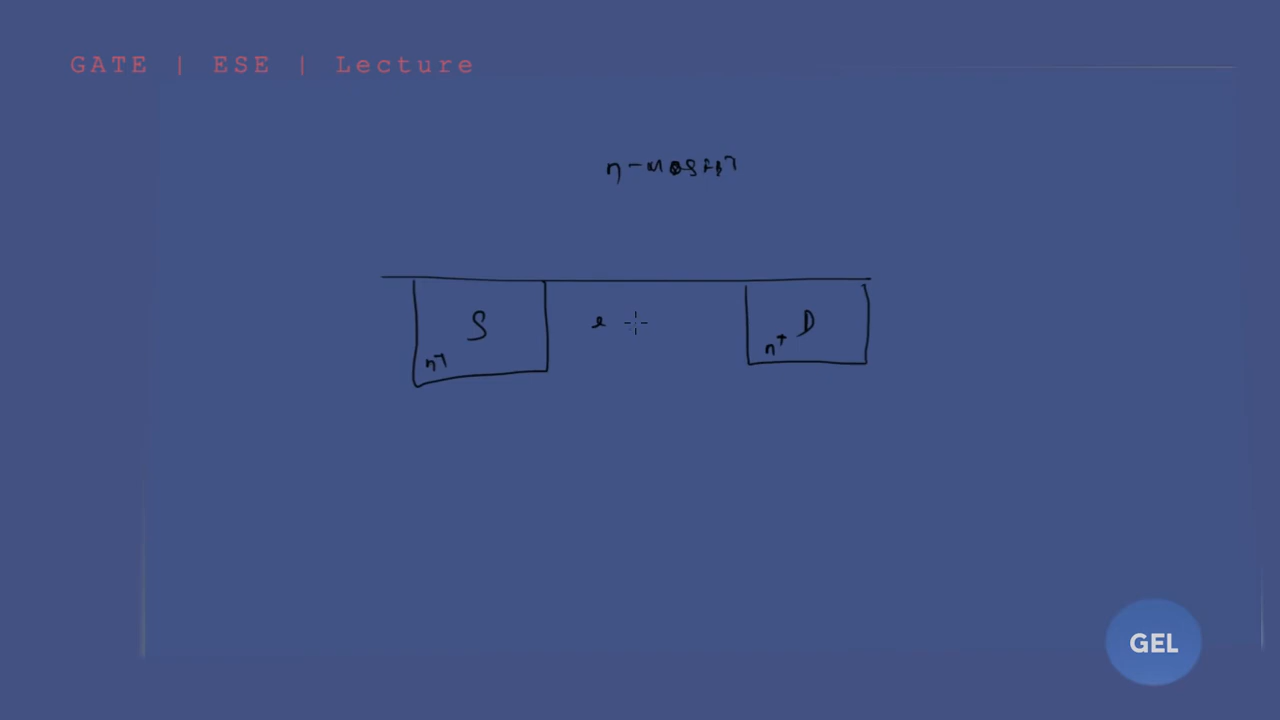 GATE | ESE | Lecture
n-MOSFET
S
e
D
n+
n+
GEL